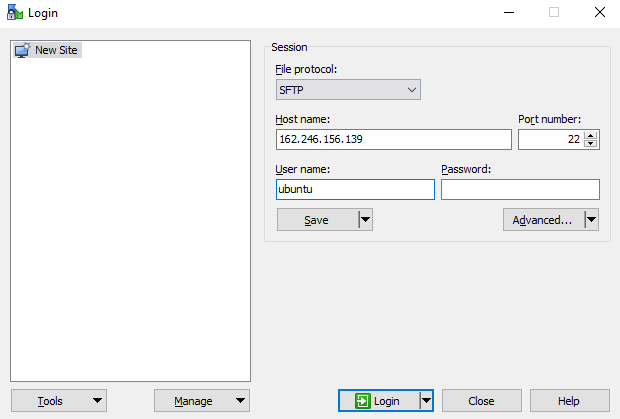 Login
New Site
Session
File protocol:
SFTP
Host name:
Port number:
162.246.156.139
22
User name:
Password:
ubuntu
Save
Advanced...
Tools
Manage
Login
Close
Help